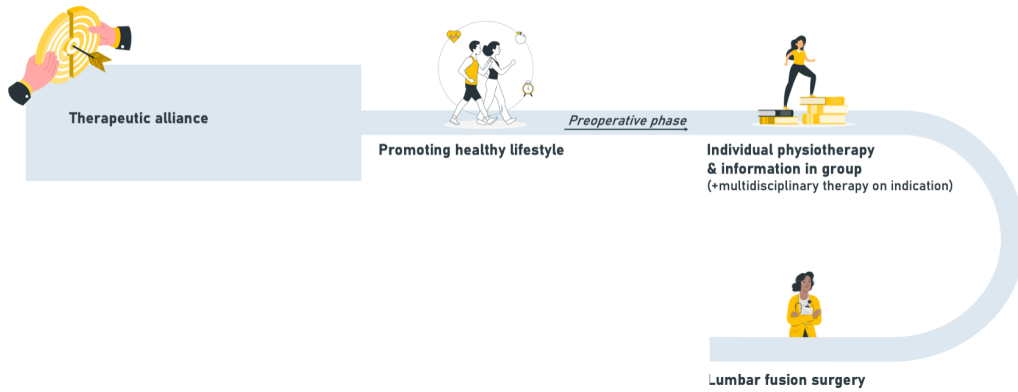 Therapeutic alliance
Promoting healthy lifestyle
Preoperative phase
Individual physiotherapy
& information in group
(+multidisciplinary therapy on indication)
Lumbar fusion surgery